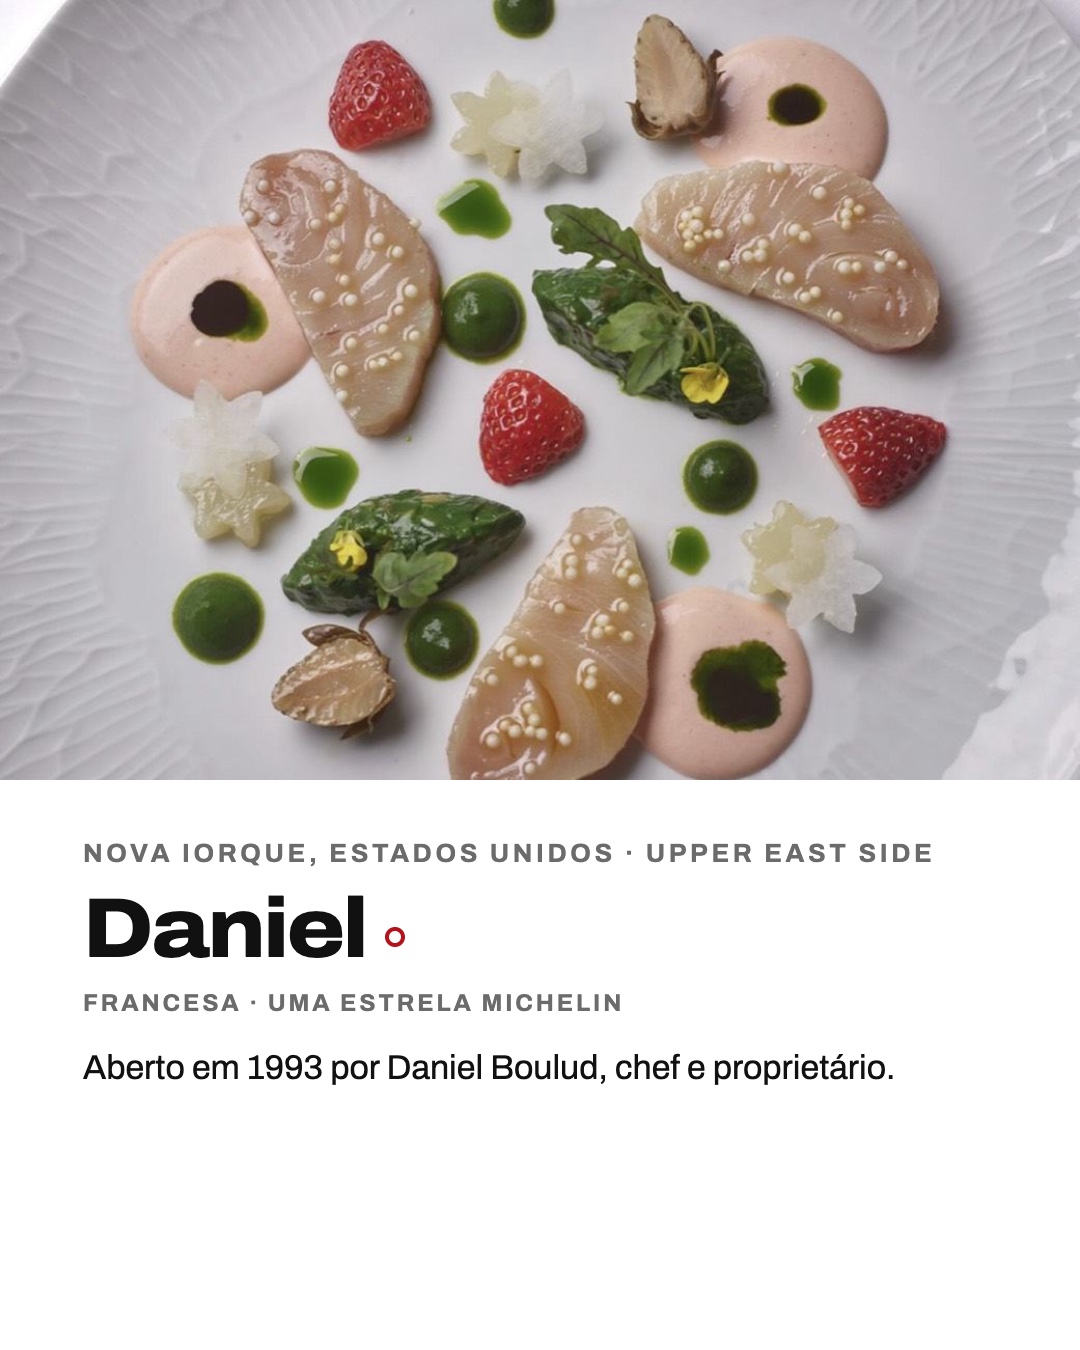 NOVA IORQUE, ESTADOS UNIDOS · UPPER EAST SIDE
Daniel
FRANCESA · UMA ESTRELA MICHELIN
Aberto em 1993 por Daniel Boulud, chef e proprietário.